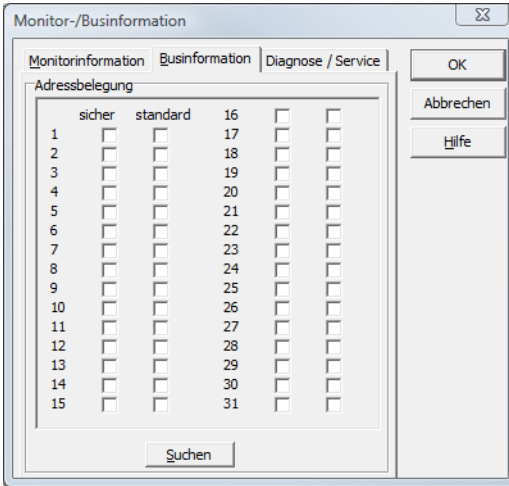 Monitor-/Businformation
Monitorinformation Businformation Diagnose / Service
OK
Adressbelegung
Abbrechen
sicher standard 16
1 17
Hilfe
2 18
3 19
4 20
5 21
6 22
7 23
8 24
9 25
10 26
11 27
12 28
13 29
14 30
15 31
Suchen